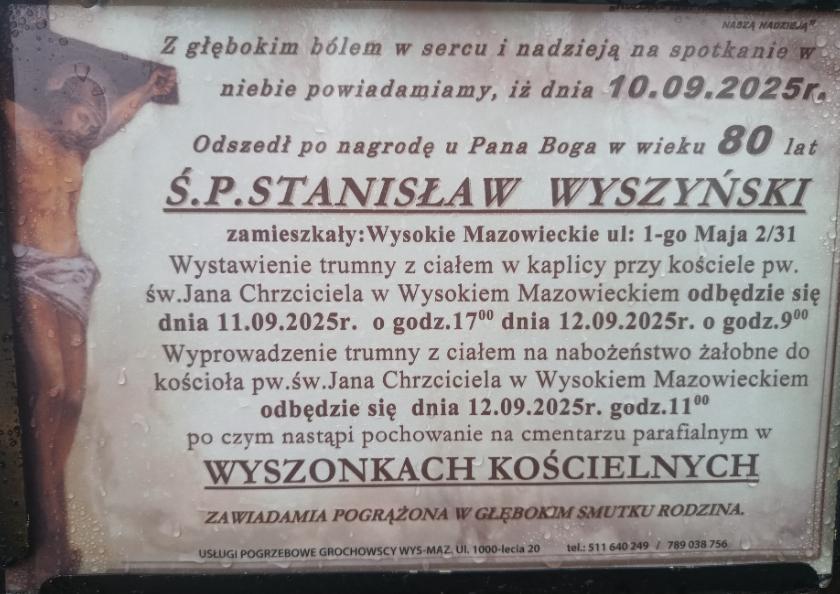 NASZĄ NADZIEJĄ"
Z głębokim bólem w sercu i nadzieją na spotkanie w
niebie powiadamiamy, iż dnia 10.09.2025r.
Odszedł po nagrodę u Pana Boga w wieku 80 lat
Ś.P.STANISŁAW WYSZYŃSKI
zamieszkały:Wysokie Mazowieckie ul: 1-go Maja 2/31
Wystawienie trumny z ciałem w kaplicy przy kościele pw.
św.Jana Chrzciciela w Wysokiem Mazowieckiem odbędzie się
dnia 11.09.2025r. o godz.17⁰⁰ dnia 12.09.2025r. o godz.9⁰⁰
Wyprowadzenie trumny z ciałem na nabożeństwo żałobne do
kościoła pw.św.Jana Chrzciciela w Wysokiem Mazowieckiem
odbędzie się dnia 12.09.2025r. godz.11⁰⁰
po czym nastąpi pochowanie na cmentarzu parafialnym w
WYSZONKACH KOŚCIELNYCH
ZAWIADAMIA POGRĄŻONA W GŁĘBOKIM SMUTKU RODZINA.
USŁUGI POGRZEBOWE GROCHOWSCY WYS-MAZ. Ul. 1000-lecia 20 tel.: 511 640 249 / 789 038 756